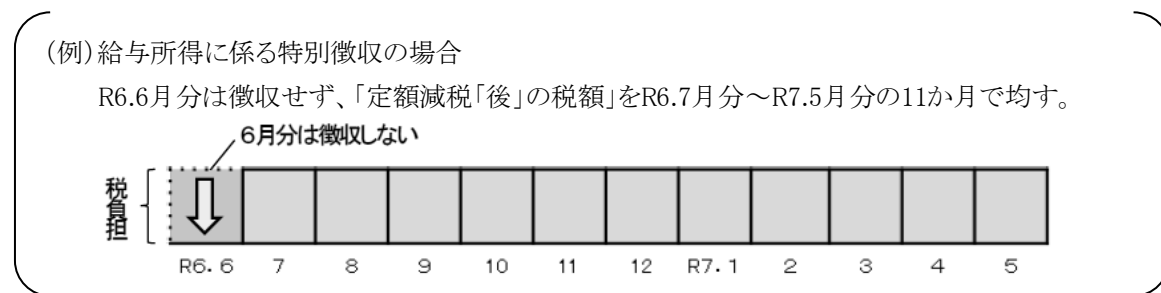 (例)給与所得に係る特別徴収の場合
R6.6月分は徴収せず、「定額減税「後」の税額」をR6.7月分～R7.5月分の11か月で均す。
6月分は徴収しない
税負担
R6.6 7 8 9 10 11 12 R7.1 2 3 4 5